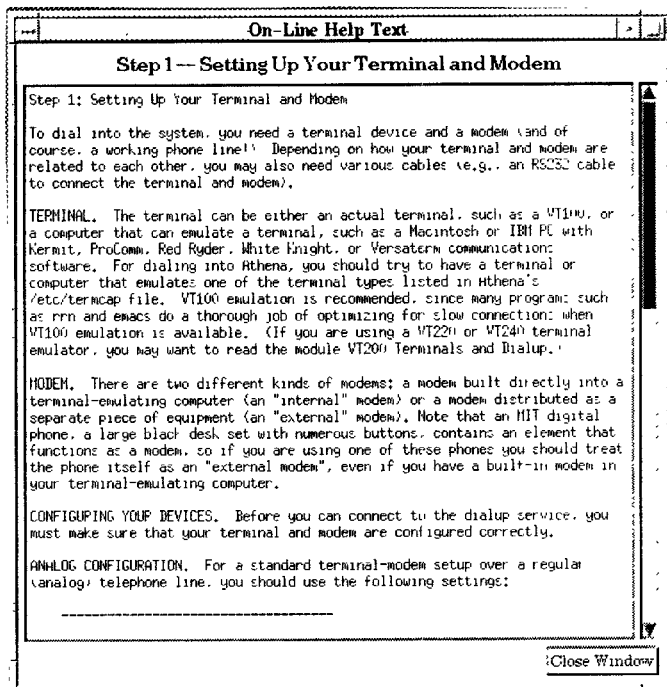 On-Line Help Text
Step 1 — Setting Up Your Terminal and Modem
Step 1: Setting Up Your Terminal and Modem
To dial into the system, you need a terminal device and a modem (and of
course, a working phone line!) Depending on how your terminal and modem are
related to each other, you may also need various cables (e.g., an RS232 cable
to connect the terminal and modem).
TERMINAL. The terminal can be either an actual terminal, such as a VT100, or
a computer that can emulate a terminal, such as a Macintosh or IBM PC with
Kermit, ProComm, Red Ryder, White Knight, or Versaterm communications
software. For dialing into Athena, you should try to have a terminal or
computer that emulates one of the terminal types listed in Athena's
/etc/termcap file. VT100 emulation is recommended, since many programs such
as rrn and emacs do a thorough job of optimizing for slow connections when
VT100 emulation is available. (If you are using a VT220 or VT240 terminal
emulator, you may want to read the module VT200 Terminals and Dialup.)
MODEM. There are two different kinds of modems: a modem built directly into a
terminal-emulating computer (an "internal" modem) or a modem distributed as a
separate piece of equipment (an "external" modem). Note that an MIT digital
phone, a large black desk set with numerous buttons, contains an element that
functions as a modem, so if you are using one of these phones you should treat
the phone itself as an "external modem", even if you have a built-in modem in
your terminal-emulating computer.
CONFIGURING YOUR DEVICES. Before you can connect to the dialup service, you
must make sure that your terminal and modem are configured correctly.
ANALOG CONFIGURATION. For a standard terminal-modem setup over a regular
(analog) telephone line, you should use the following settings:
Close Window